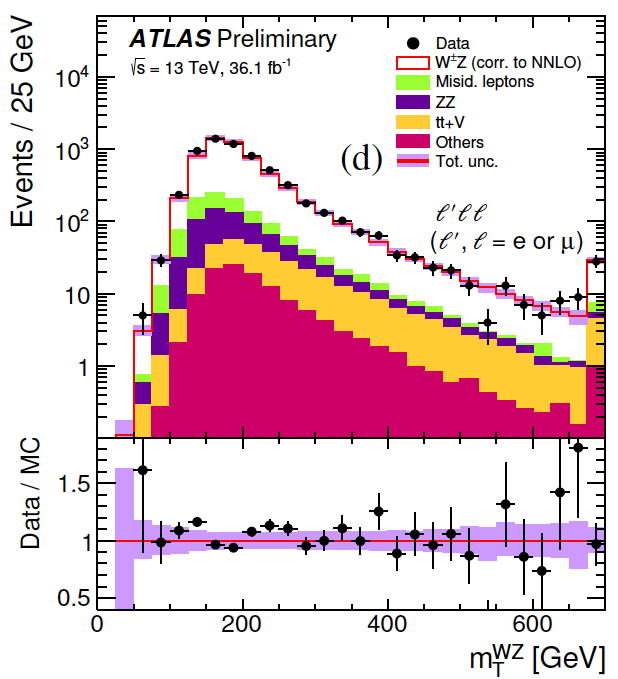 Events / 25 GeV
ATLAS Preliminary
√s = 13 TeV, 36.1 fb⁻¹
Data
W±Z (corr. to NNLO)
Misid. leptons
ZZ
tt+V
Others
Tot. unc.
(d)
ℓ'ℓℓ
(ℓ', ℓ = e or μ)
10⁴
10³
10²
10
1
Data / MC
1.5
1
0.5
0 200 400 600
m_T^WZ [GeV]